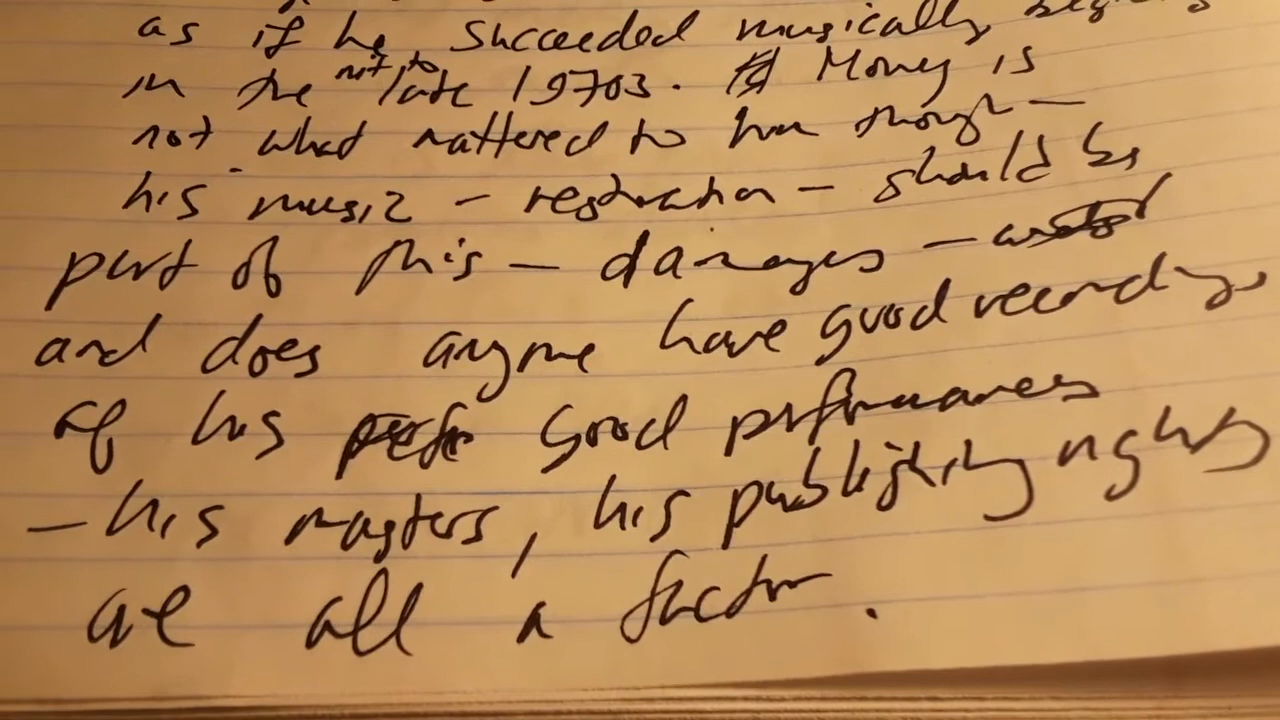 as if he succeeded musically
in the not to late 1970s. Money is
not what mattered to him though —
his music – restoration – should be
part of this – damages –
and does anyone have good recordings
of his good performances
– his masters, his publishing rights
are all a factor.